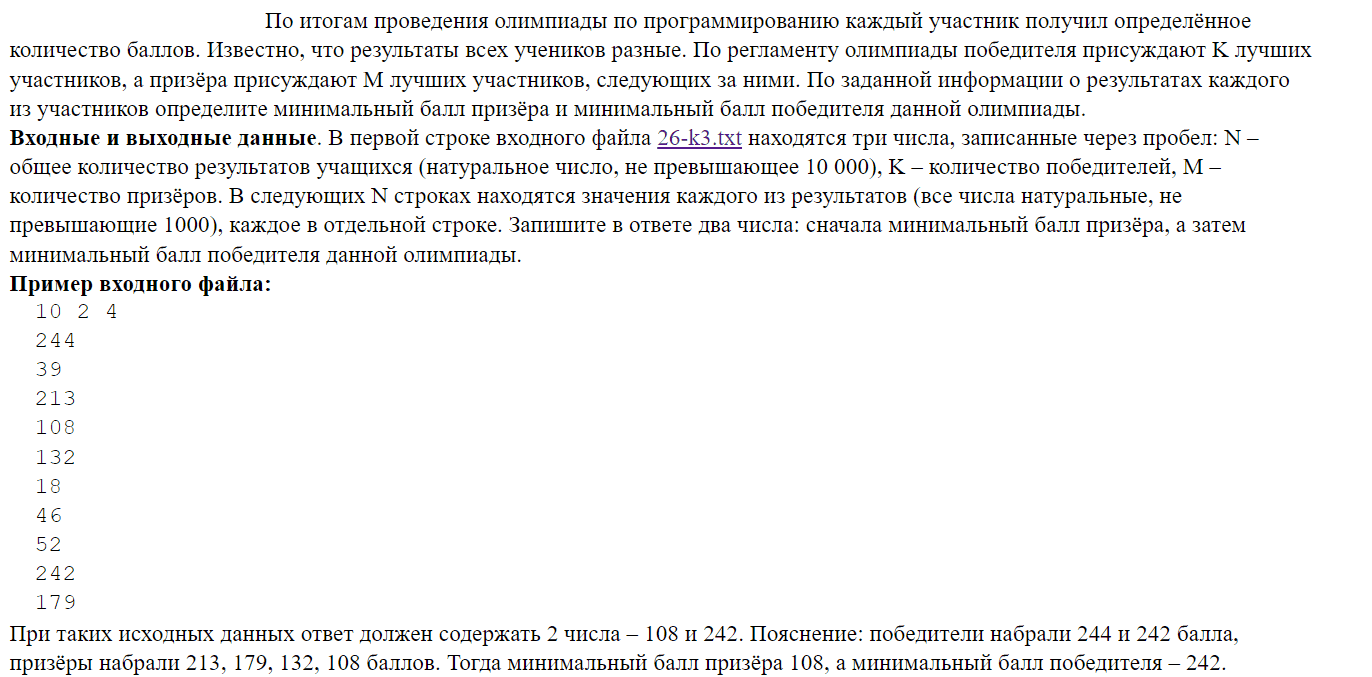 По итогам проведения олимпиады по программированию каждый участник получил определённое
количество баллов. Известно, что результаты всех учеников разные. По регламенту олимпиады победителя присуждают K лучших
участников, а призёра присуждают M лучших участников, следующих за ними. По заданной информации о результатах каждого
из участников определите минимальный балл призёра и минимальный балл победителя данной олимпиады.
Входные и выходные данные. В первой строке входного файла 26-k3.txt находятся три числа, записанные через пробел: N –
общее количество результатов учащихся (натуральное число, не превышающее 10 000), K – количество победителей, M –
количество призёров. В следующих N строках находятся значения каждого из результатов (все числа натуральные, не
превышающие 1000), каждое в отдельной строке. Запишите в ответе два числа: сначала минимальный балл призёра, а затем
минимальный балл победителя данной олимпиады.
Пример входного файла:
10 2 4
244
39
213
108
132
18
46
52
242
179
При таких исходных данных ответ должен содержать 2 числа – 108 и 242. Пояснение: победители набрали 244 и 242 балла,
призёры набрали 213, 179, 132, 108 баллов. Тогда минимальный балл призёра 108, а минимальный балл победителя – 242.